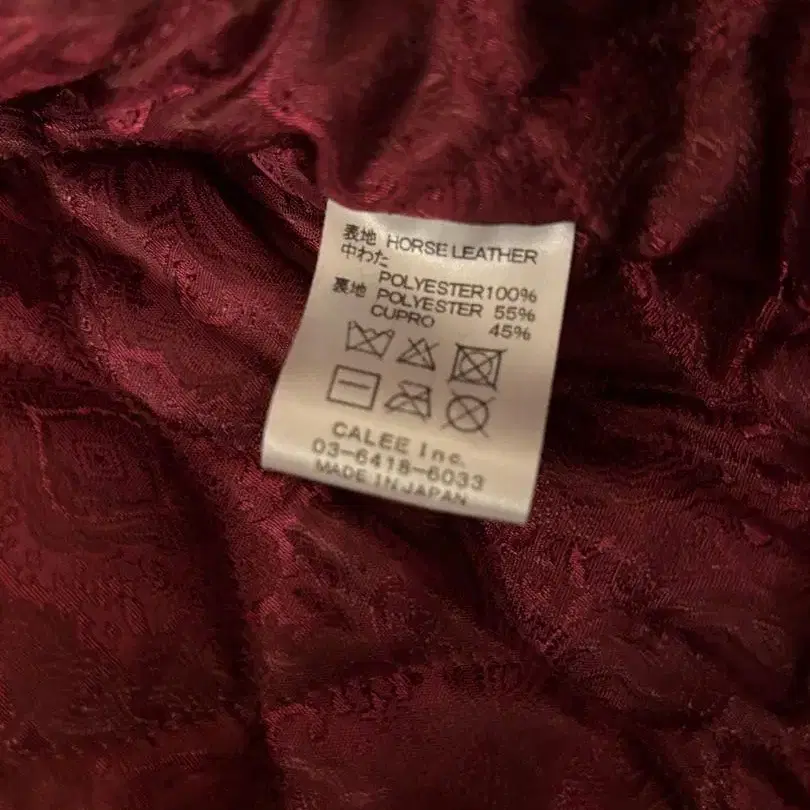 表地 HORSE LEATHER
中わた
POLYESTER100%
裏地 POLYESTER 55%
CUPRO 45%
CALEE Inc.
03-6418-6033
MADE IN JAPAN